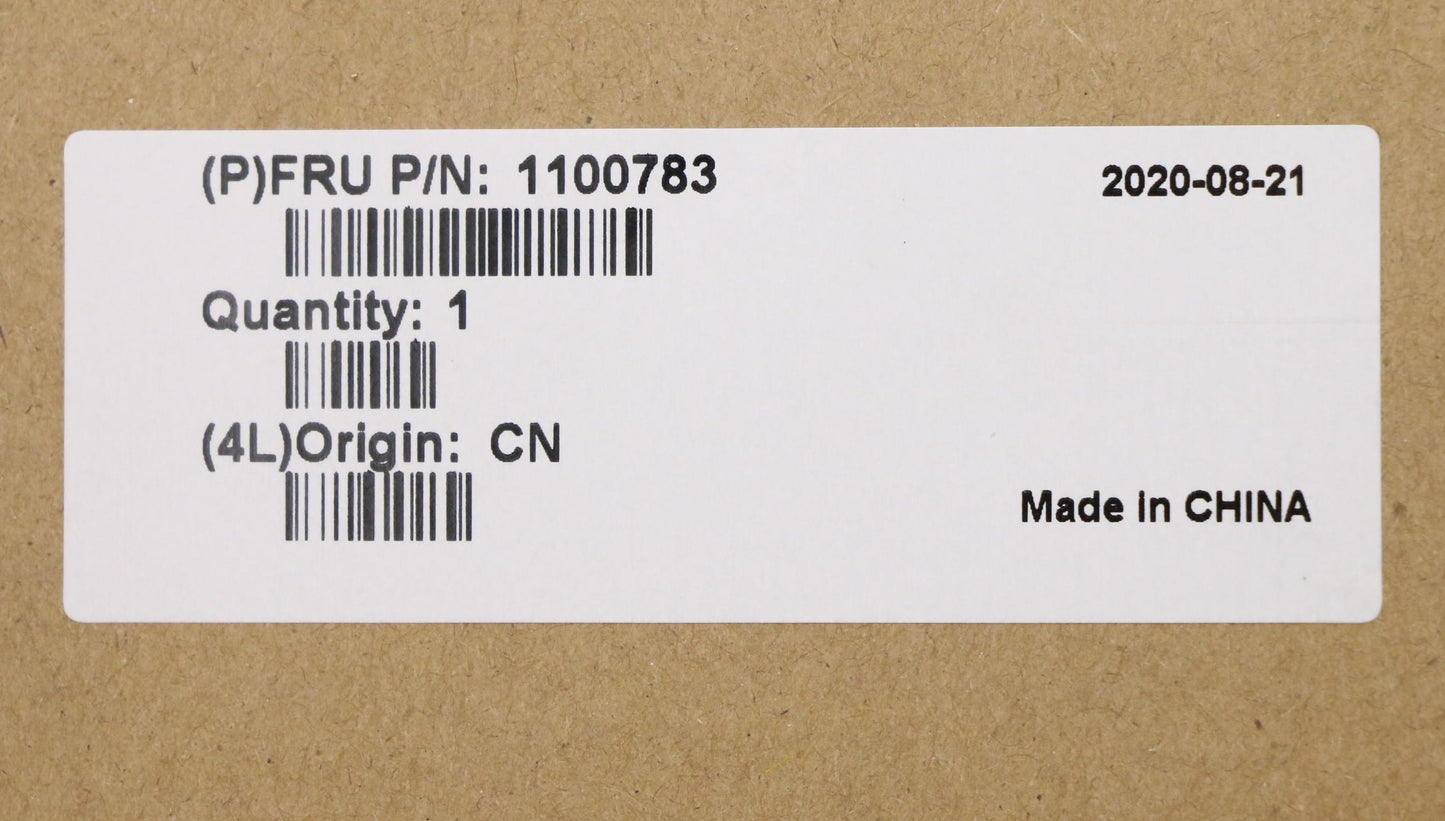 (P)FRU P/N: 1100783
2020-08-21
Quantity: 1
(4L)Origin: CN
Made in CHINA